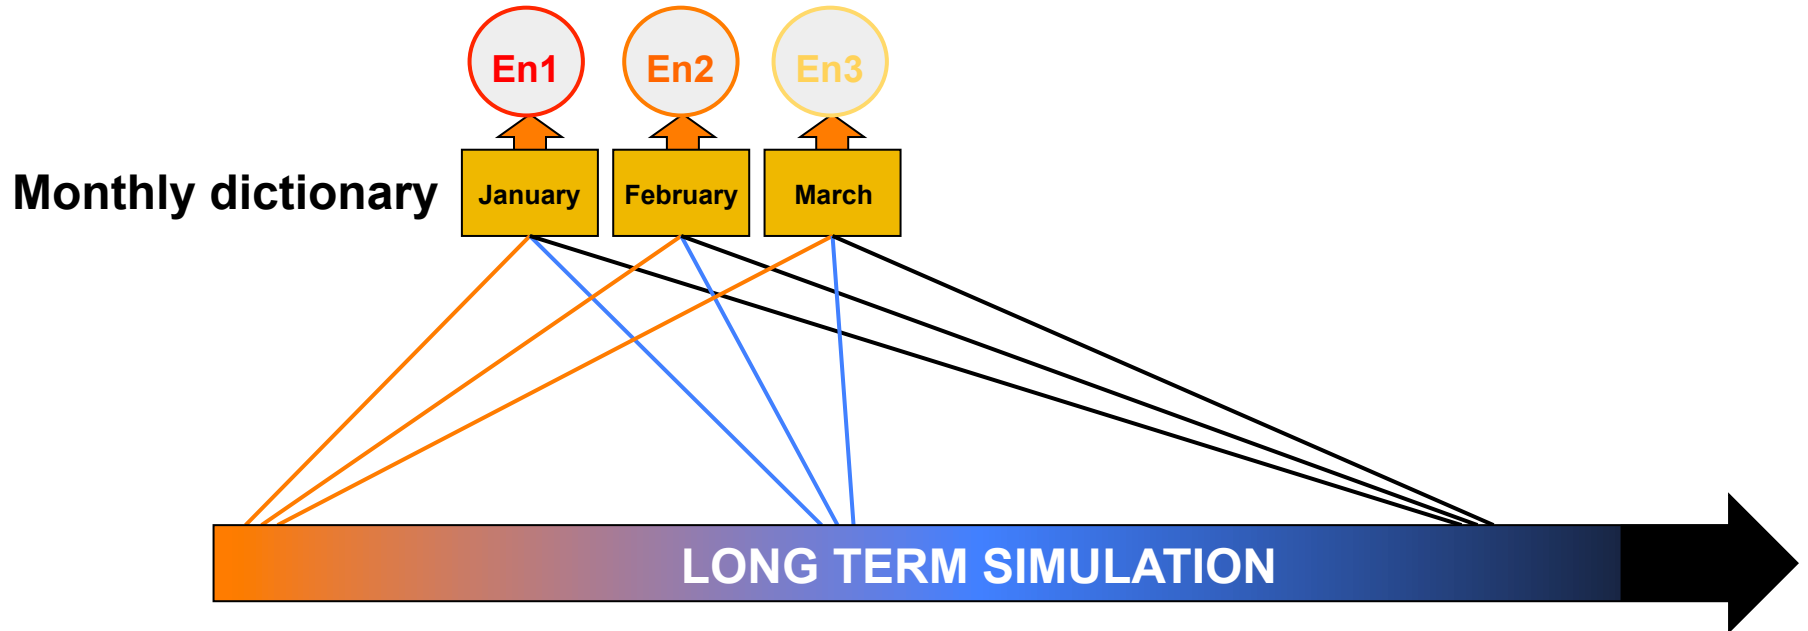 En1 En2 En3
Monthly dictionary January February March
LONG TERM SIMULATION